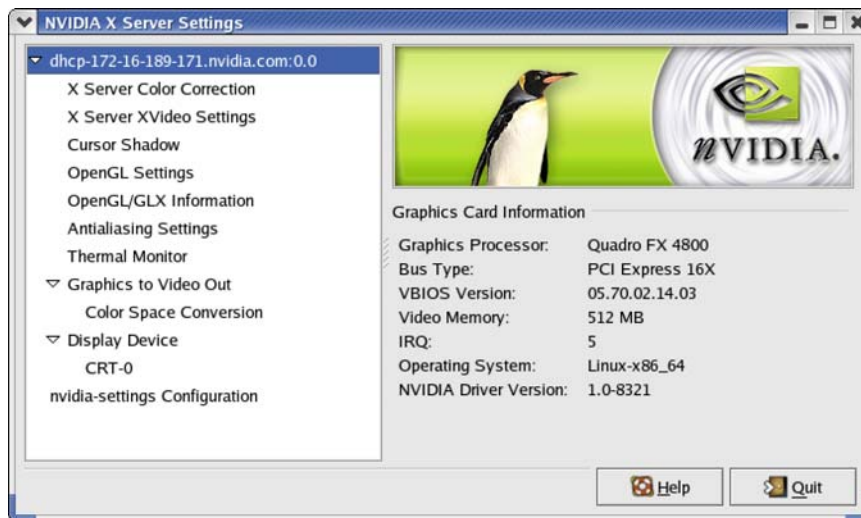 NVIDIA X Server Settings
dhcp-172-16-189-171.nvidia.com:0.0
X Server Color Correction
X Server XVideo Settings
Cursor Shadow
OpenGL Settings
OpenGL/GLX Information
Antialiasing Settings
Thermal Monitor
Graphics to Video Out
Color Space Conversion
Display Device
CRT-0
nvidia-settings Configuration
nVIDIA.
Graphics Card Information
Graphics Processor: Quadro FX 4800
Bus Type: PCI Express 16X
VBIOS Version: 05.70.02.14.03
Video Memory: 512 MB
IRQ: 5
Operating System: Linux-x86_64
NVIDIA Driver Version: 1.0-8321
Help
Quit